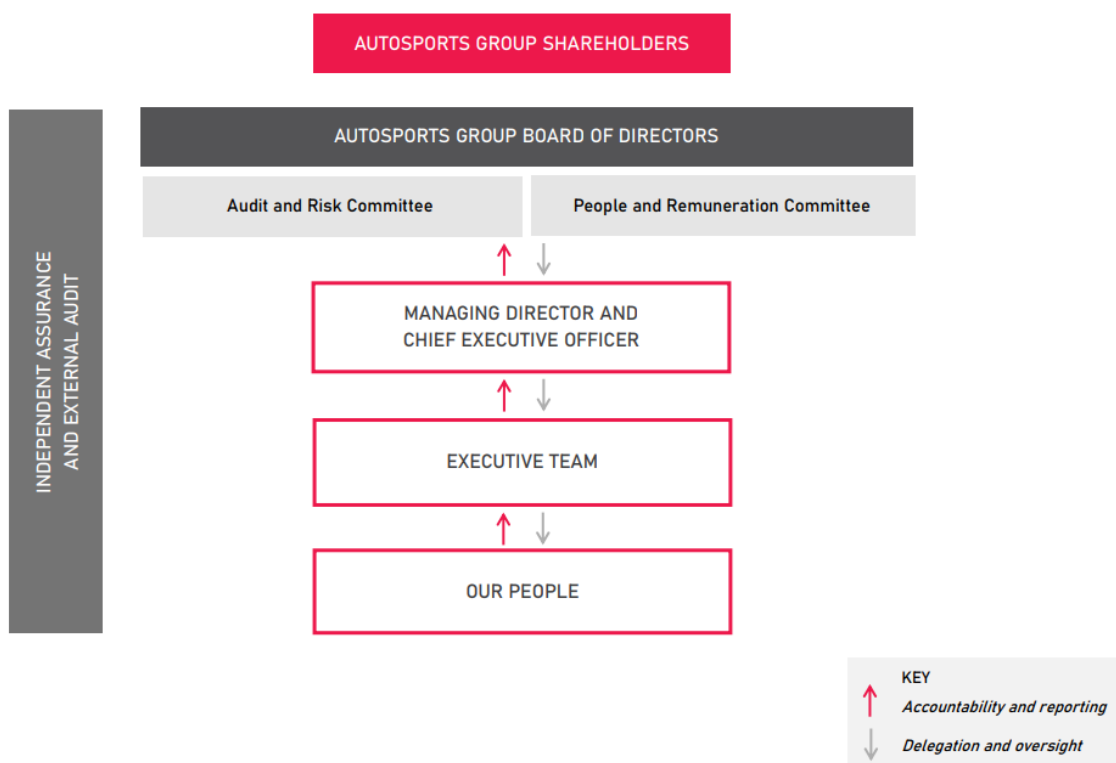 AUTOSPORTS GROUP SHAREHOLDERS
AUTOSPORTS GROUP BOARD OF DIRECTORS
Audit and Risk Committee
People and Remuneration Committee
INDEPENDENT ASSURANCE
AND EXTERNAL AUDIT
MANAGING DIRECTOR AND
CHIEF EXECUTIVE OFFICER
EXECUTIVE TEAM
OUR PEOPLE
KEY
Accountability and reporting
Delegation and oversight